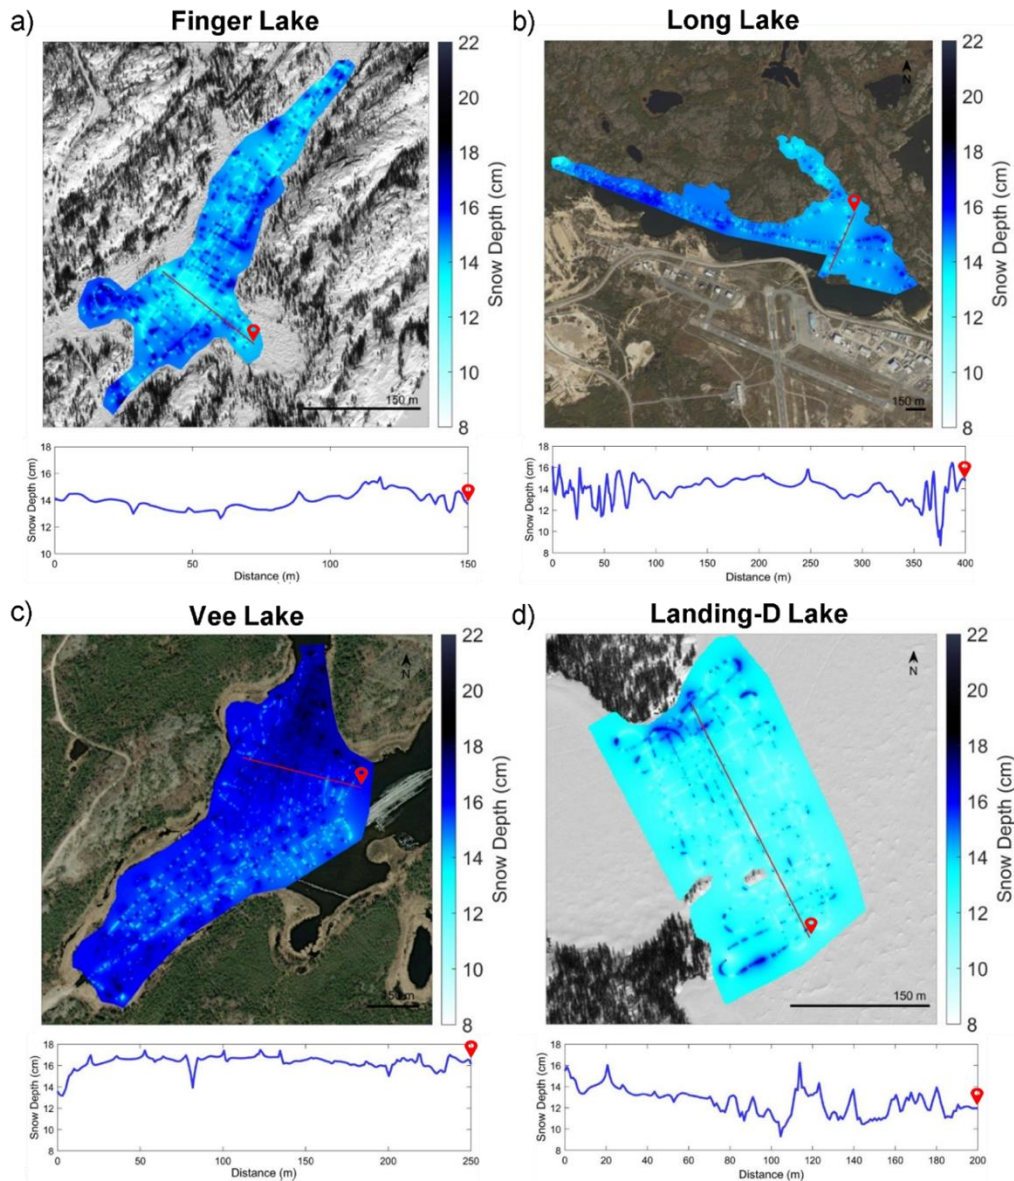 a) Finger Lake
N
22
20
18
16
14
12
10
8
Snow Depth (cm)
150 m
18
16
14
12
10
Snow Depth (cm)
0 50 100 150
Distance (m)
b) Long Lake
N
22
20
18
16
14
12
10
8
Snow Depth (cm)
150 m
18
16
14
12
10
8
Snow Depth (cm)
0 50 100 150 200 250 300 350 400
Distance (m)
c) Vee Lake
N
22
20
18
16
14
12
10
8
Snow Depth (cm)
150 m
18
16
14
12
10
8
Snow Depth (cm)
0 50 100 150 200 250
Distance (m)
d) Landing-D Lake
N
22
20
18
16
14
12
10
8
Snow Depth (cm)
150 m
18
16
14
12
10
8
Snow Depth (cm)
0 20 40 60 80 100 120 140 160 180 200
Distance (m)